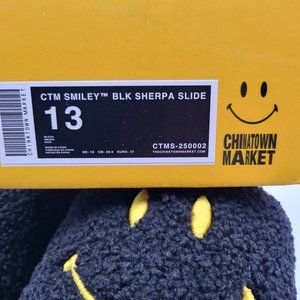 CTM SMILEY™ BLK SHERPA SLIDE
13
CTMS-250002
CHINATOWN MARKET
CHINATOWN
MARKET